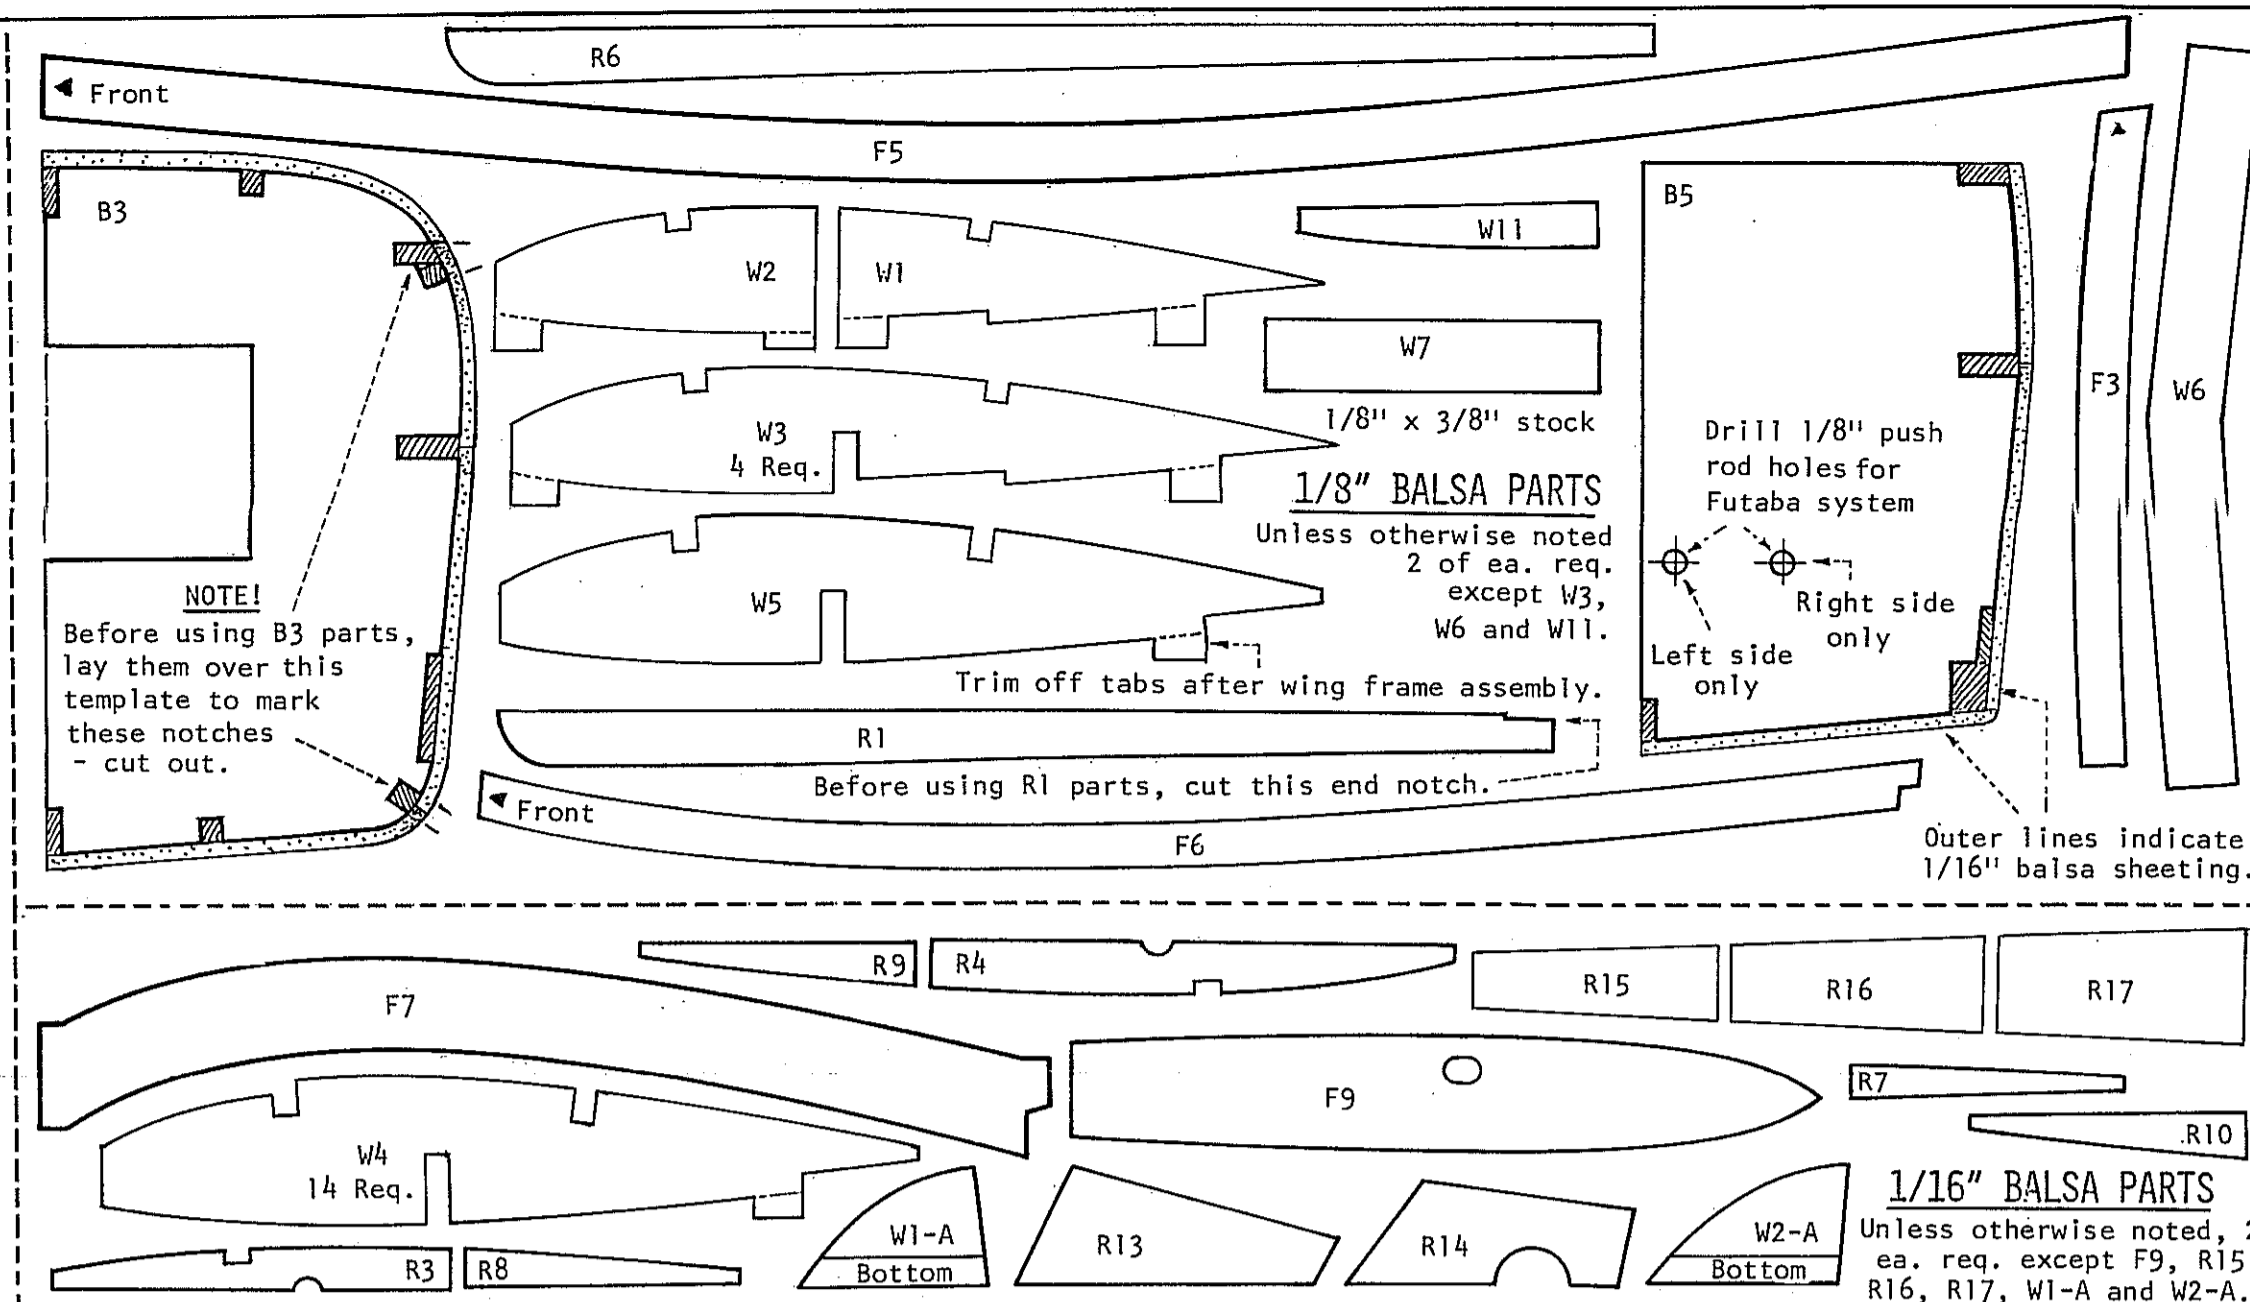 R6
Front
F5
B3
W2
W1
W11
B5
W7
1/8" x 3/8" stock
F3
W6
W3
4 Req.
1/8" BALSA PARTS
Unless otherwise noted
2 of ea. req.
except W3,
W6 and W11.
Drill 1/8" push
rod holes for
Futaba system
Right side
only
Left side
only
NOTE!
Before using B3 parts,
lay them over this
template to mark
these notches
- cut out.
W5
Trim off tabs after wing frame assembly.
R1
Before using R1 parts, cut this end notch.
Front
F6
Outer lines indicate
1/16" balsa sheeting.
R9
R4
R15
R16
R17
F7
F9
R7
R10
W4
14 Req.
W1-A
Bottom
R13
R14
W2-A
Bottom
R3
R8
1/16" BALSA PARTS
Unless otherwise noted, 2
ea. req. except F9, R15
R16, R17, W1-A and W2-A.